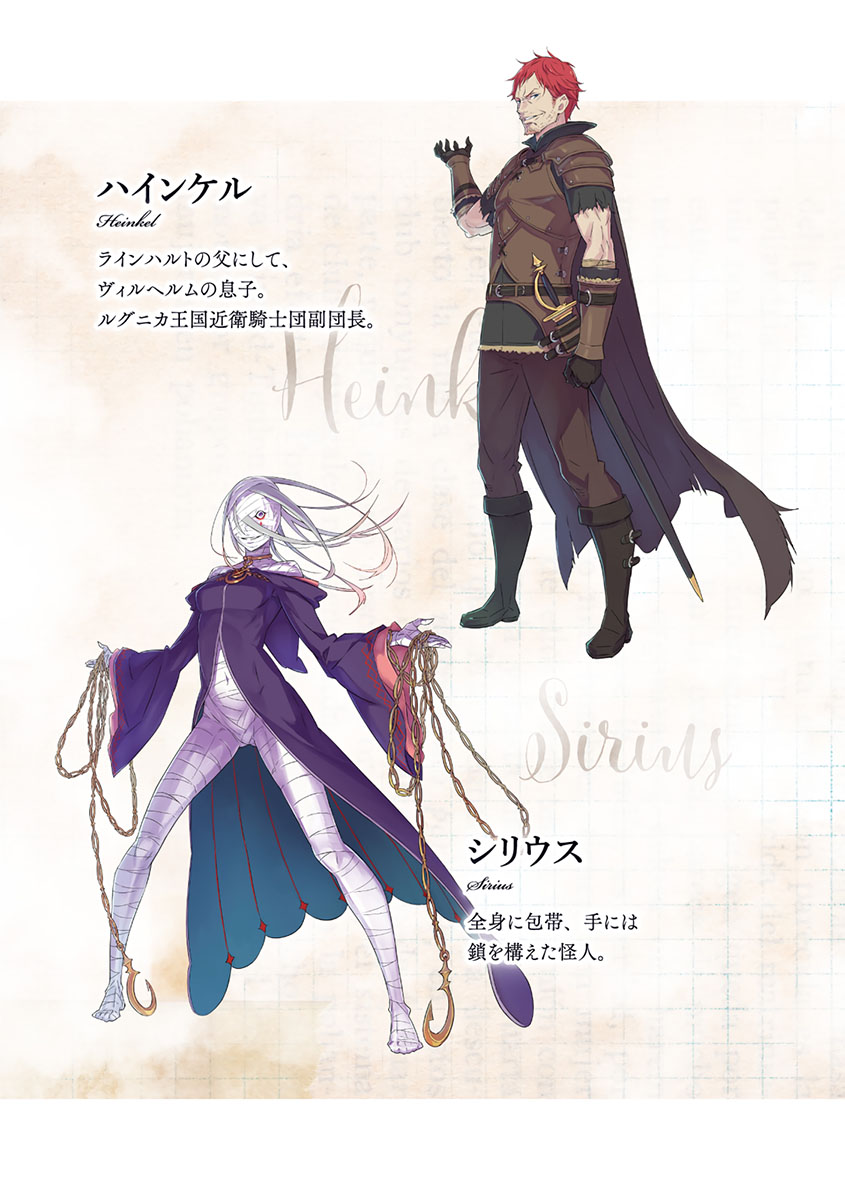 ハインケル
Heinkel
ラインハルトの父にして、
ヴィルヘルムの息子。
ルグニカ王国近衛騎士団副団長。
Heink
Sirius
シリウス
Sirius
全身に包帯、手には
鎖を構えた怪人。